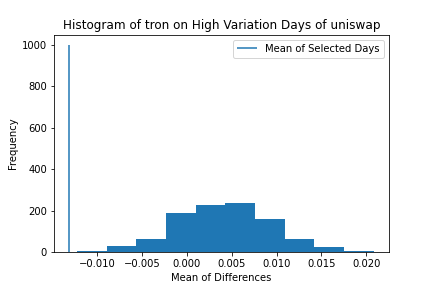 Histogram of tron on High Variation Days of uniswap
Mean of Selected Days
Frequency
1000
800
600
400
200
0
−0.010 −0.005 0.000 0.005 0.010 0.015 0.020
Mean of Differences